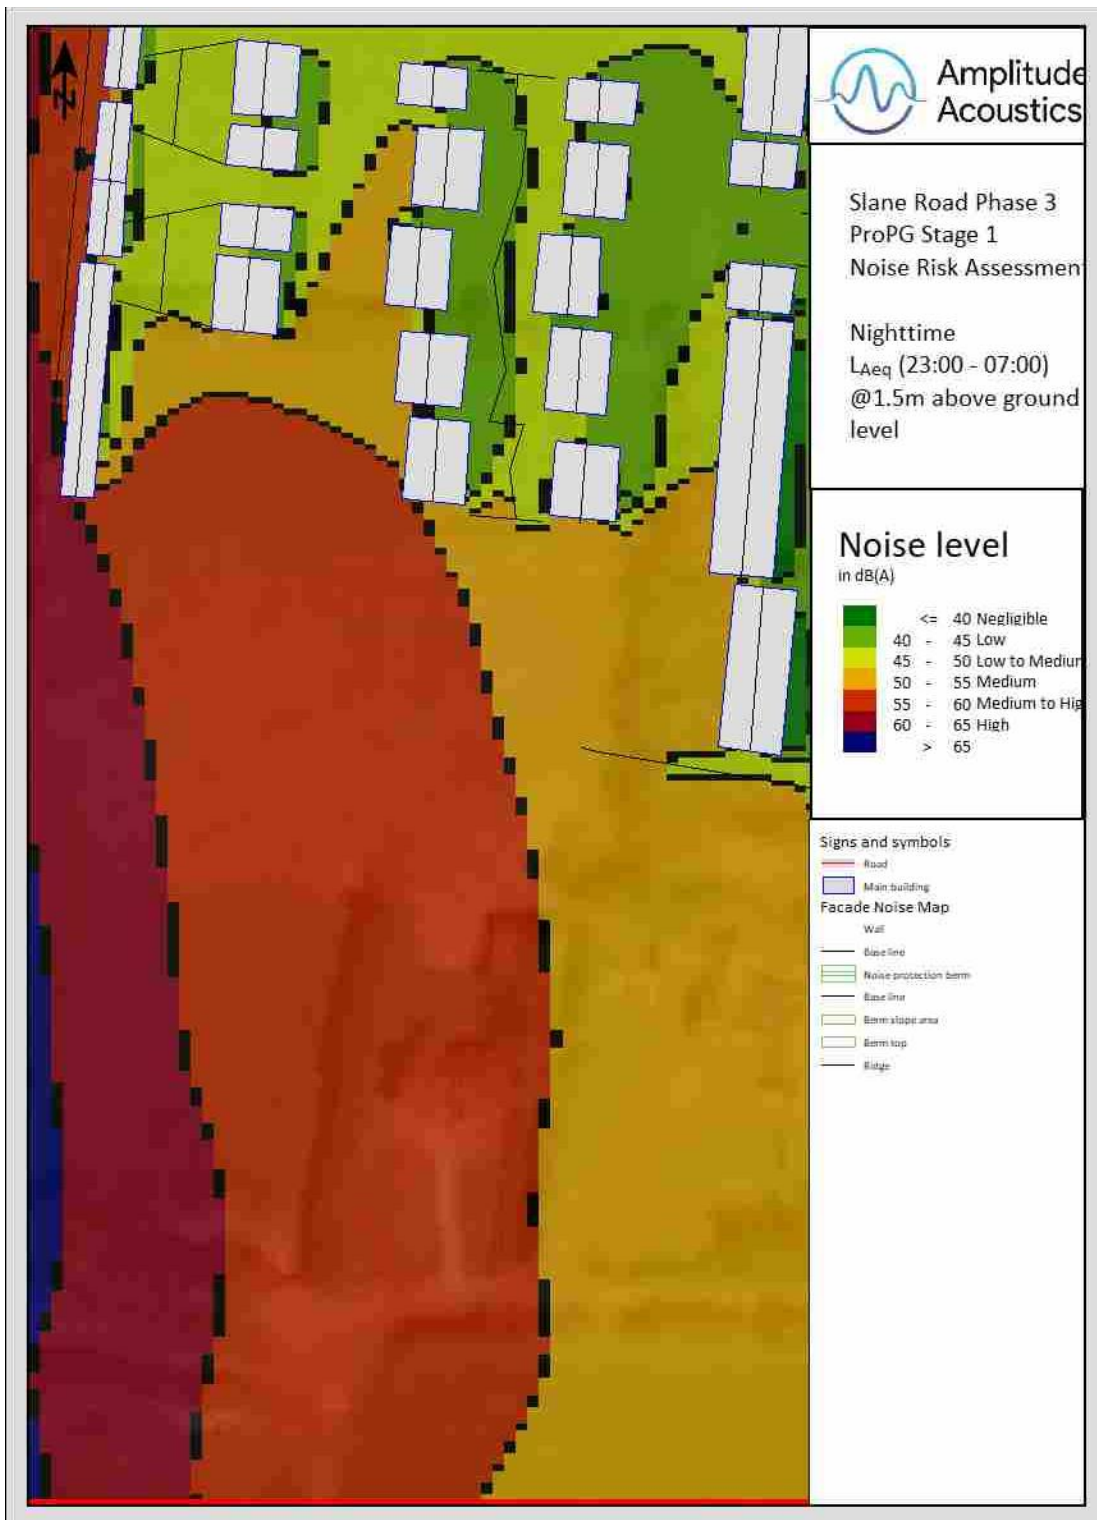 Z
Amplitude
Acoustics
Slane Road Phase 3
ProPG Stage 1
Noise Risk Assessmen
Nighttime
LAeq (23:00 - 07:00)
@1.5m above ground
level
Noise level
in dB(A)
<= 40 Negligible
40 - 45 Low
45 - 50 Low to Medium
50 - 55 Medium
55 - 60 Medium to Hig
60 - 65 High
> 65
Signs and symbols
Road
Main building
Facade Noise Map
Wall
Base line
Noise protection berm
Base line
Berm slope area
Berm top
Ridge